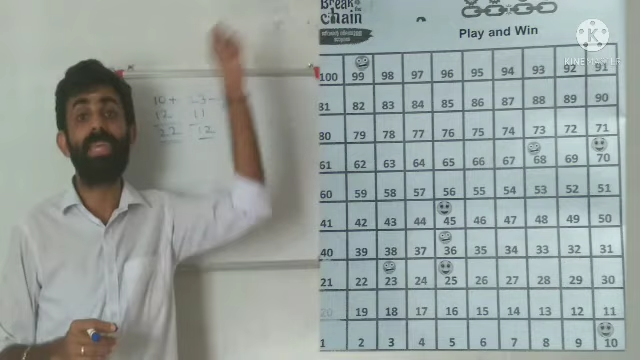 10+ 23-
12 11
22 12
Break
the
chain
Play and Win
KINEMASTER
100 99 98 97 96 95 94 93 92 91
81 82 83 84 85 86 87 88 89 90
80 79 78 77 76 75 74 73 72 71
61 62 63 64 65 66 67 68 69 70
60 59 58 57 56 55 54 53 52 51
41 42 43 44 45 46 47 48 49 50
40 39 38 37 36 35 34 33 32 31
21 22 23 24 25 26 27 28 29 30
20 19 18 17 16 15 14 13 12 11
1 2 3 4 5 6 7 8 9 10